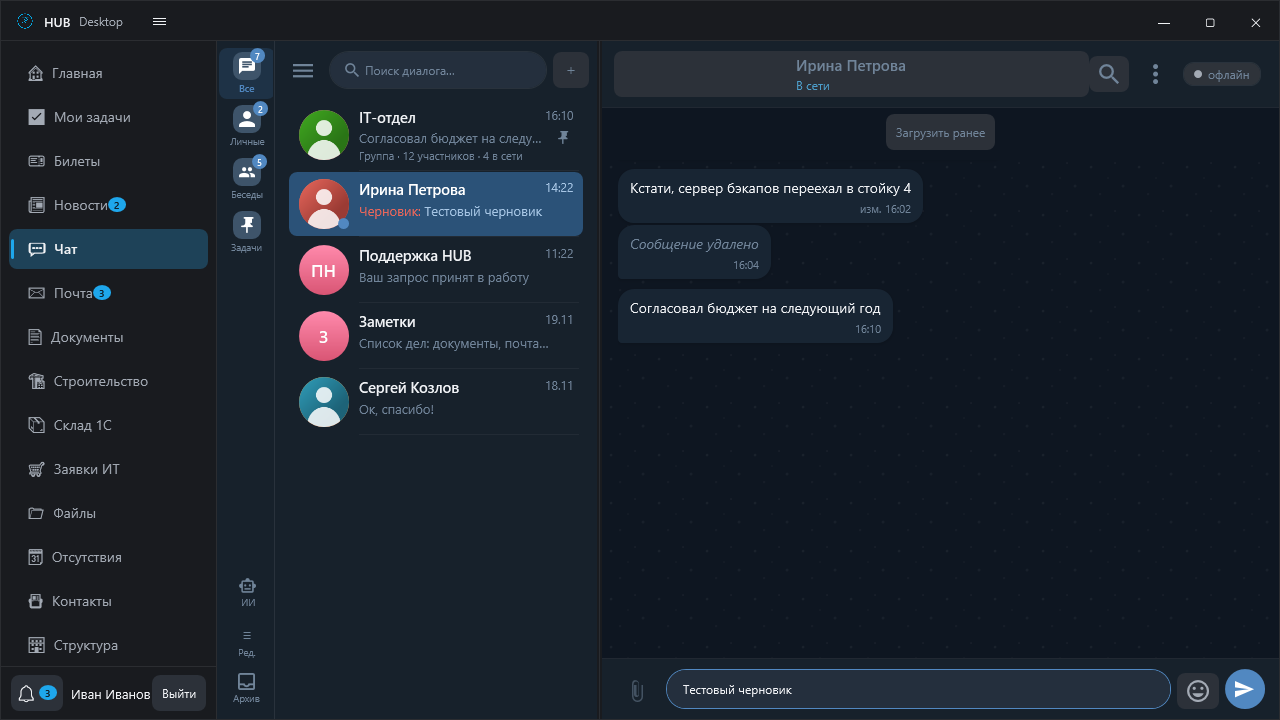 HUB Desktop
Главная
Мои задачи
Билеты
Новости 2
Чат
Почта 3
Документы
Строительство
Склад 1С
Заявки ИТ
Файлы
31 Отсутствия
Контакты
Структура
3 Иван Иванов Выйти
7
Все
2
Личные
5
Беседы
Задачи
ИИ
Ред.
Архив
Поиск диалога...
+
IT-отдел 16:10
Согласовал бюджет на следу...
Группа · 12 участников · 4 в сети
Ирина Петрова 14:22
Черновик: Тестовый черновик
ПН
Поддержка HUB 11:22
Ваш запрос принят в работу
З
Заметки 19.11
Список дел: документы, почта...
Сергей Козлов 18.11
Ок, спасибо!
Ирина Петрова
В сети
офлайн
Загрузить ранее
Кстати, сервер бэкапов переехал в стойку 4
изм. 16:02
Сообщение удалено
16:04
Согласовал бюджет на следующий год
16:10
Тестовый черновик